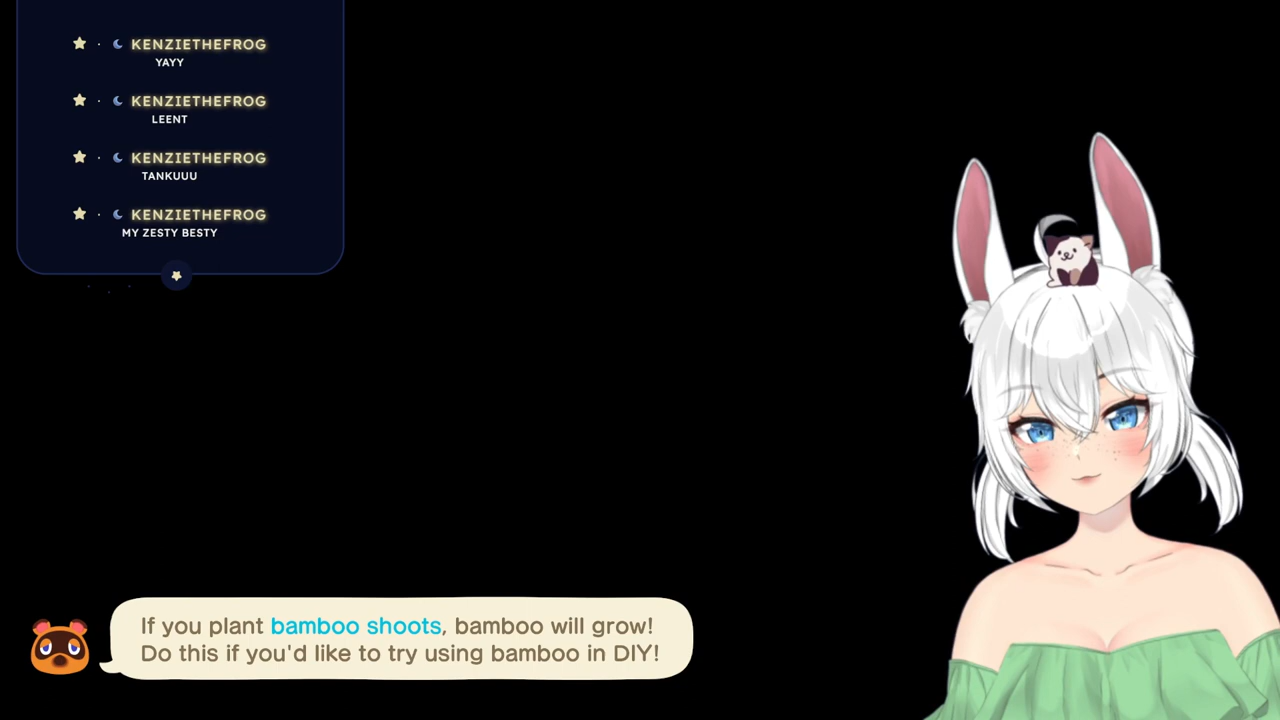 KENZIETHEFROG
YAYY
KENZIETHEFROG
LEENT
KENZIETHEFROG
TANKUUU
KENZIETHEFROG
MY ZESTY BESTY
If you plant bamboo shoots, bamboo will grow!
Do this if you'd like to try using bamboo in DIY!